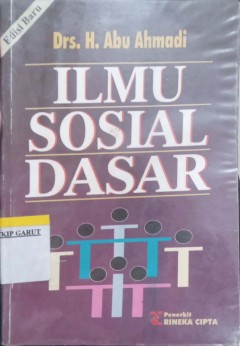 Edisi Baru
Drs. H. Abu Ahmadi
ILMU
SOSIAL
DASAR
KIP GARUT
Penerbit
RINEKA CIPTA